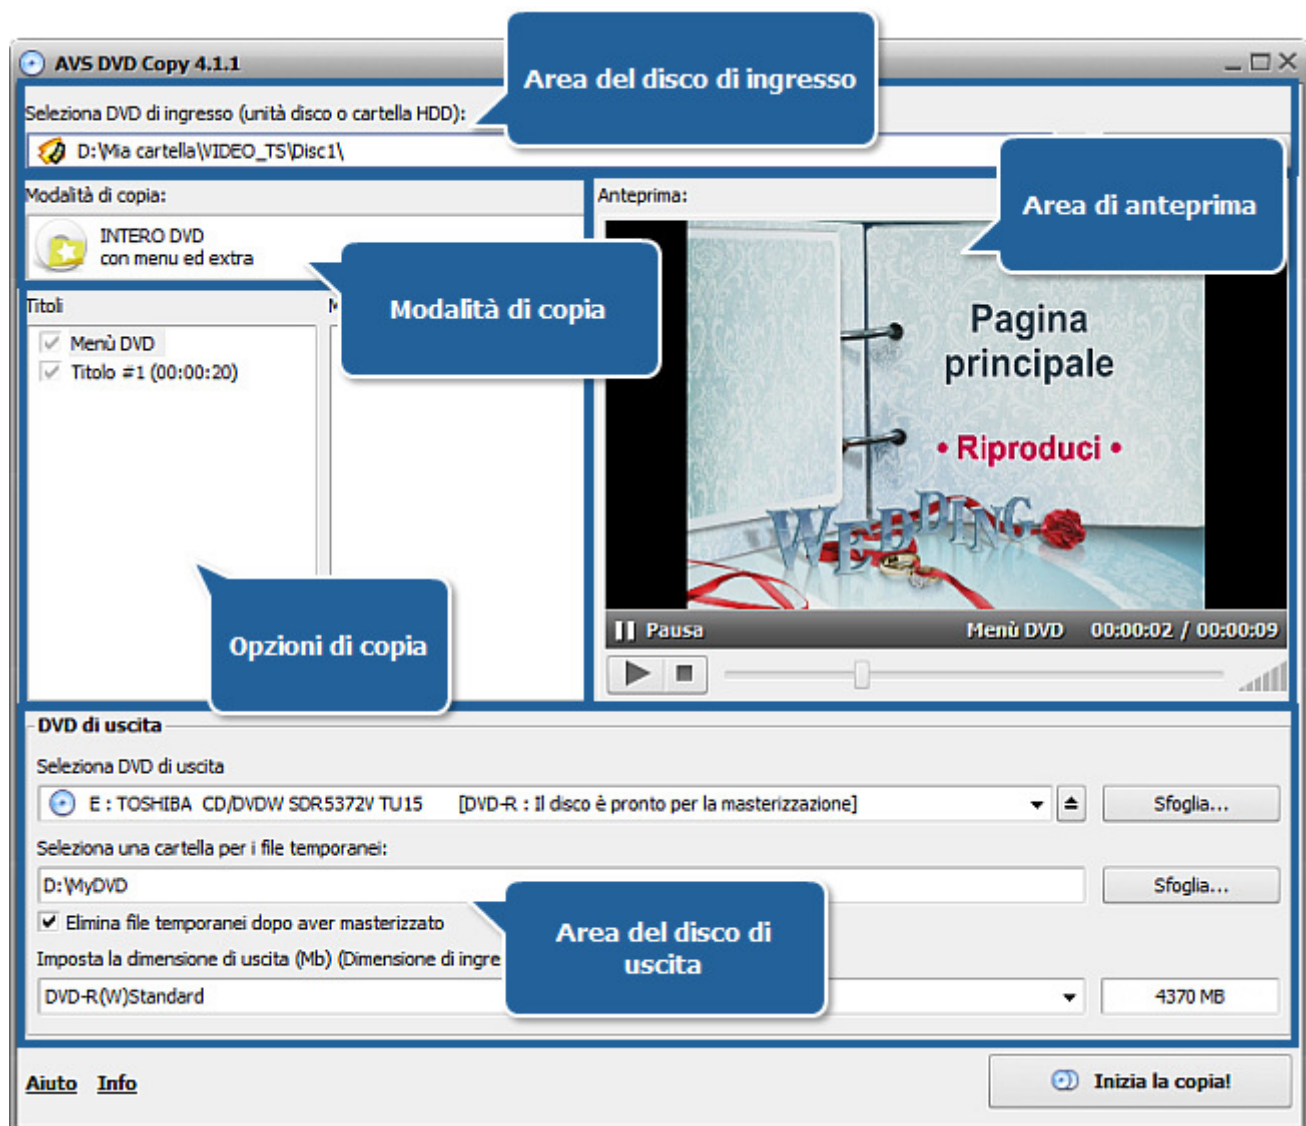 AVS DVD Copy 4.1.1
Area del disco di ingresso
Seleziona DVD di ingresso (unità disco o cartella HDD):
D:\Mia cartella\VIDEO_TS\Disc1\
Modalità di copia:
INTERO DVD
con menu ed extra
Modalità di copia
Anteprima:
Area di anteprima
Titoli
Menù DVD
Titolo #1 (00:00:20)
Opzioni di copia
Pagina
principale
• Riproduci •
WEDDING
Pausa Menù DVD 00:00:02 / 00:00:09
DVD di uscita
Seleziona DVD di uscita
E : TOSHIBA CD/DVDW SDR5372V TU15 [DVD-R : Il disco è pronto per la masterizzazione]
Sfoglia...
Seleziona una cartella per i file temporanei:
D:\MyDVD
Sfoglia...
Elimina file temporanei dopo aver masterizzato
Area del disco di
uscita
Imposta la dimensione di uscita (Mb) (Dimensione di
DVD-R(W)Standard
4370 MB
Aiuto Info
Inizia la copia!